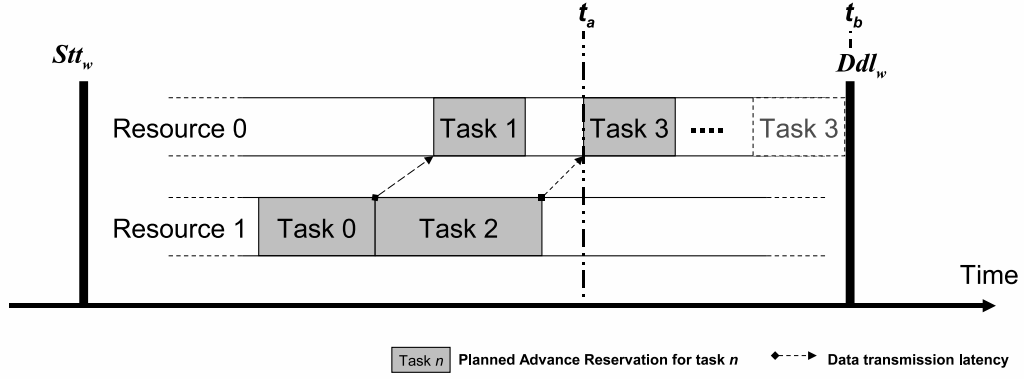 t_a
t_b
Stt_w
Ddl_w
Resource 0
Task 1
Task 3
Task 3
Resource 1
Task 0
Task 2
Time
Task n
Planned Advance Reservation for task n
Data transmission latency